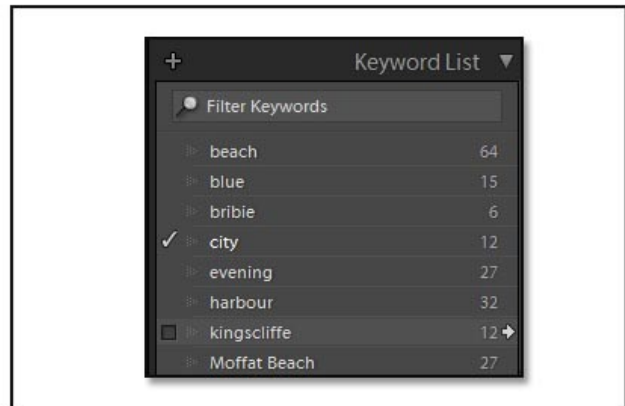 Keyword List
Filter Keywords
beach 64
blue 15
bribie 6
city 12
evening 27
harbour 32
kingscliffe 12
Moffat Beach 27